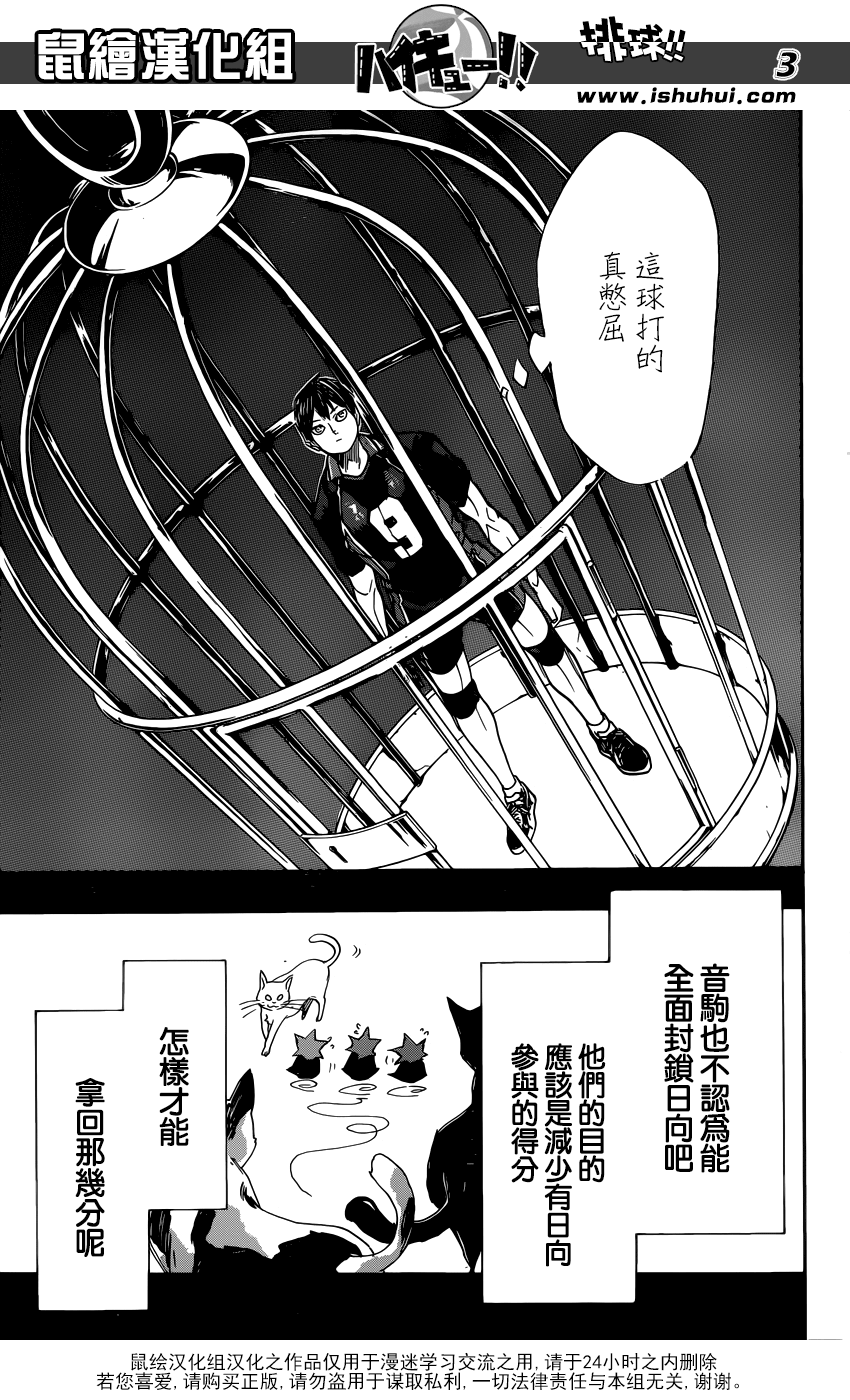 鼠繪漢化組
ハイキュー!!
排球!!
3
www.ishuhui.com
這球打的
真憋屈
9
音駒也不認為能
全面封鎖日向吧
他們的目的
應該是減少有日向
參與的得分
怎樣才能
拿回那幾分呢
鼠绘汉化组汉化之作品仅用于漫迷学习交流之用, 请于24小时之内删除
若您喜爱, 请购买正版, 请勿盗用于谋取私利, 一切法律责任与本组无关, 谢谢。